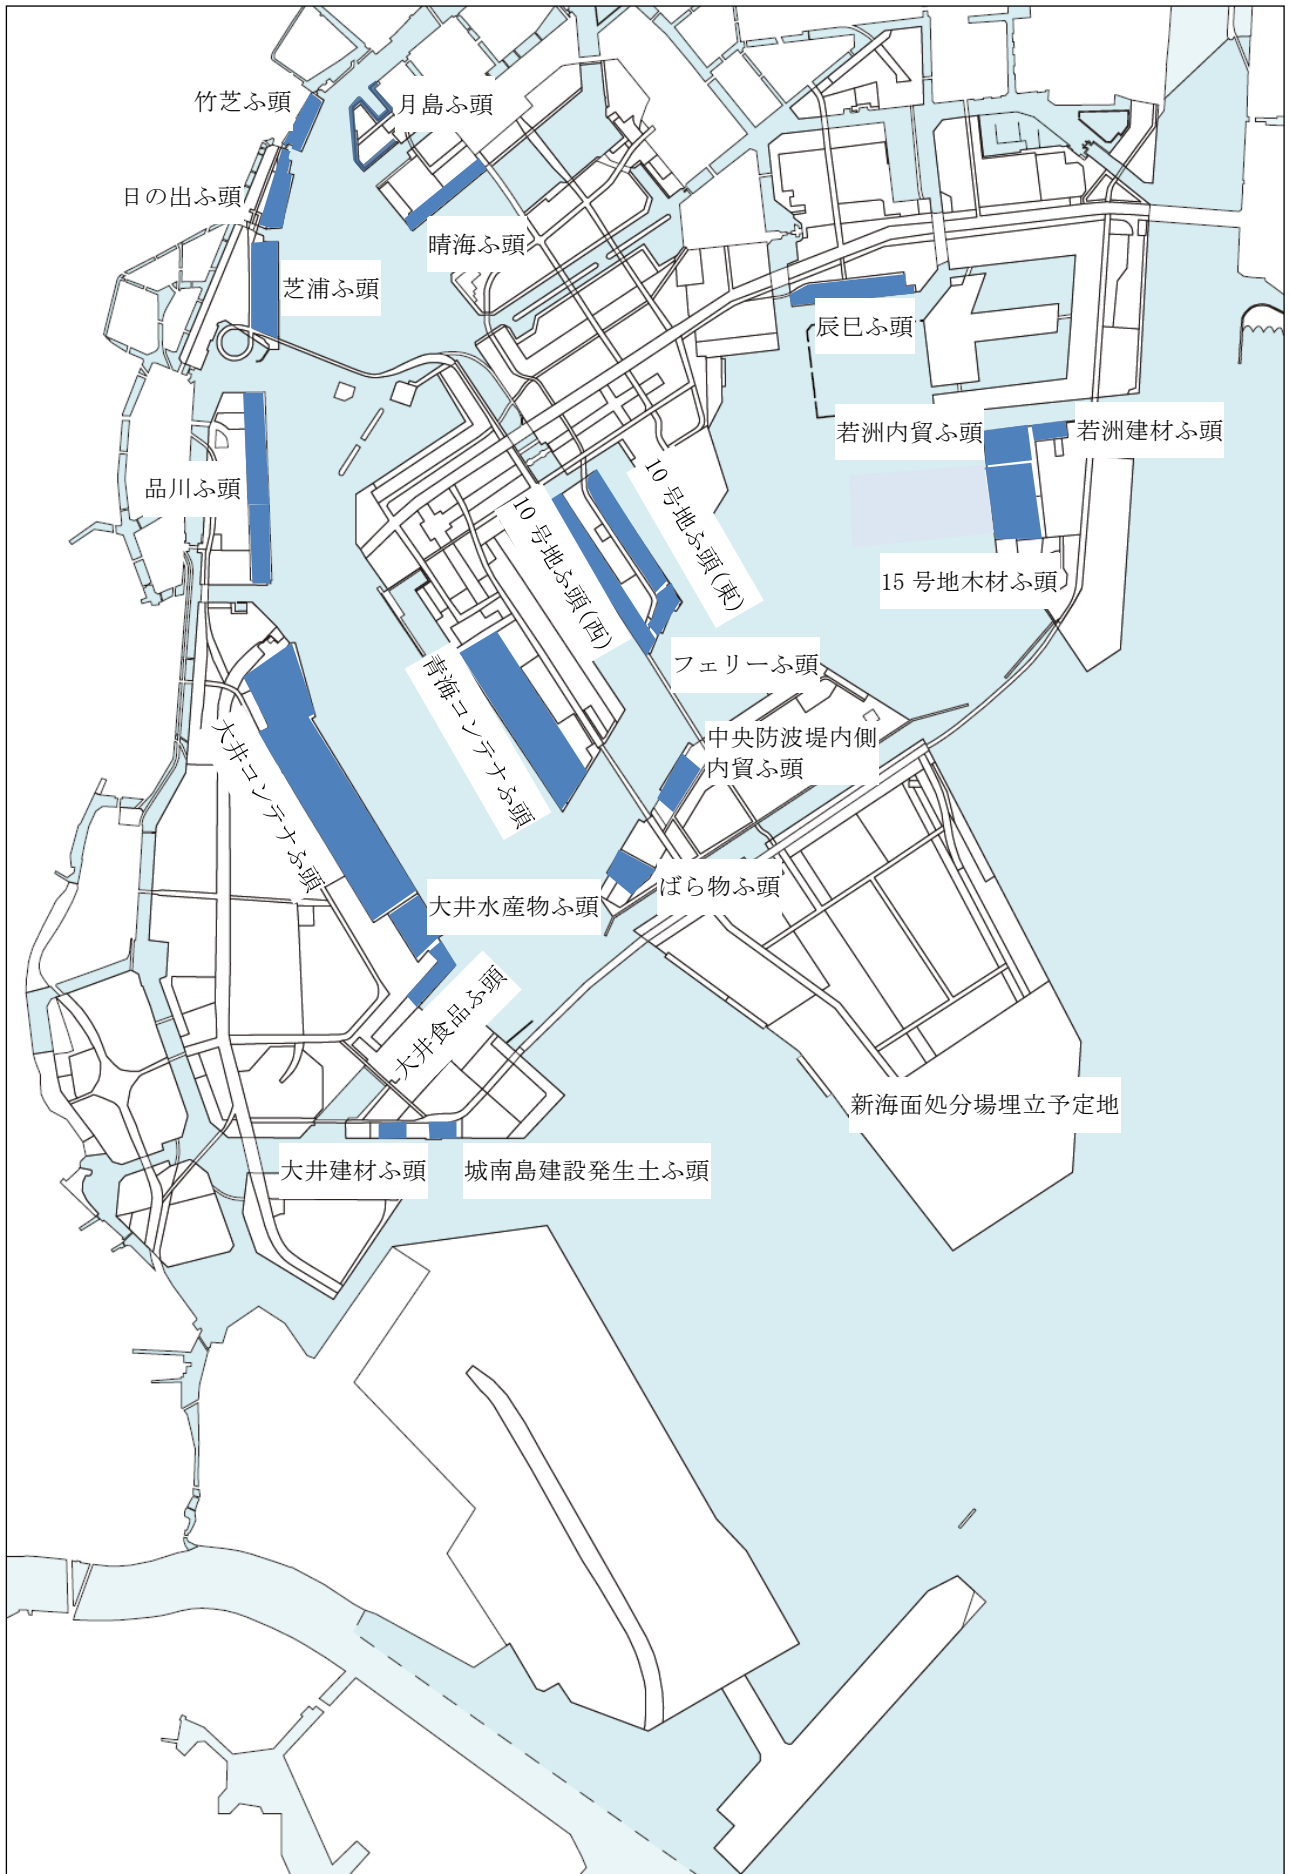 竹芝ふ頭
月島ふ頭
日の出ふ頭
晴海ふ頭
芝浦ふ頭
辰巳ふ頭
若洲内貿ふ頭
若洲建材ふ頭
品川ふ頭
10号地ふ頭(西)
10号地ふ頭(東)
15号地木材ふ頭
フェリーふ頭
青海コンテナふ頭
大井コンテナふ頭
中央防波堤内側
内貿ふ頭
ばら物ふ頭
大井水産物ふ頭
大井食品ふ頭
新海面処分場埋立予定地
大井建材ふ頭
城南島建設発生土ふ頭